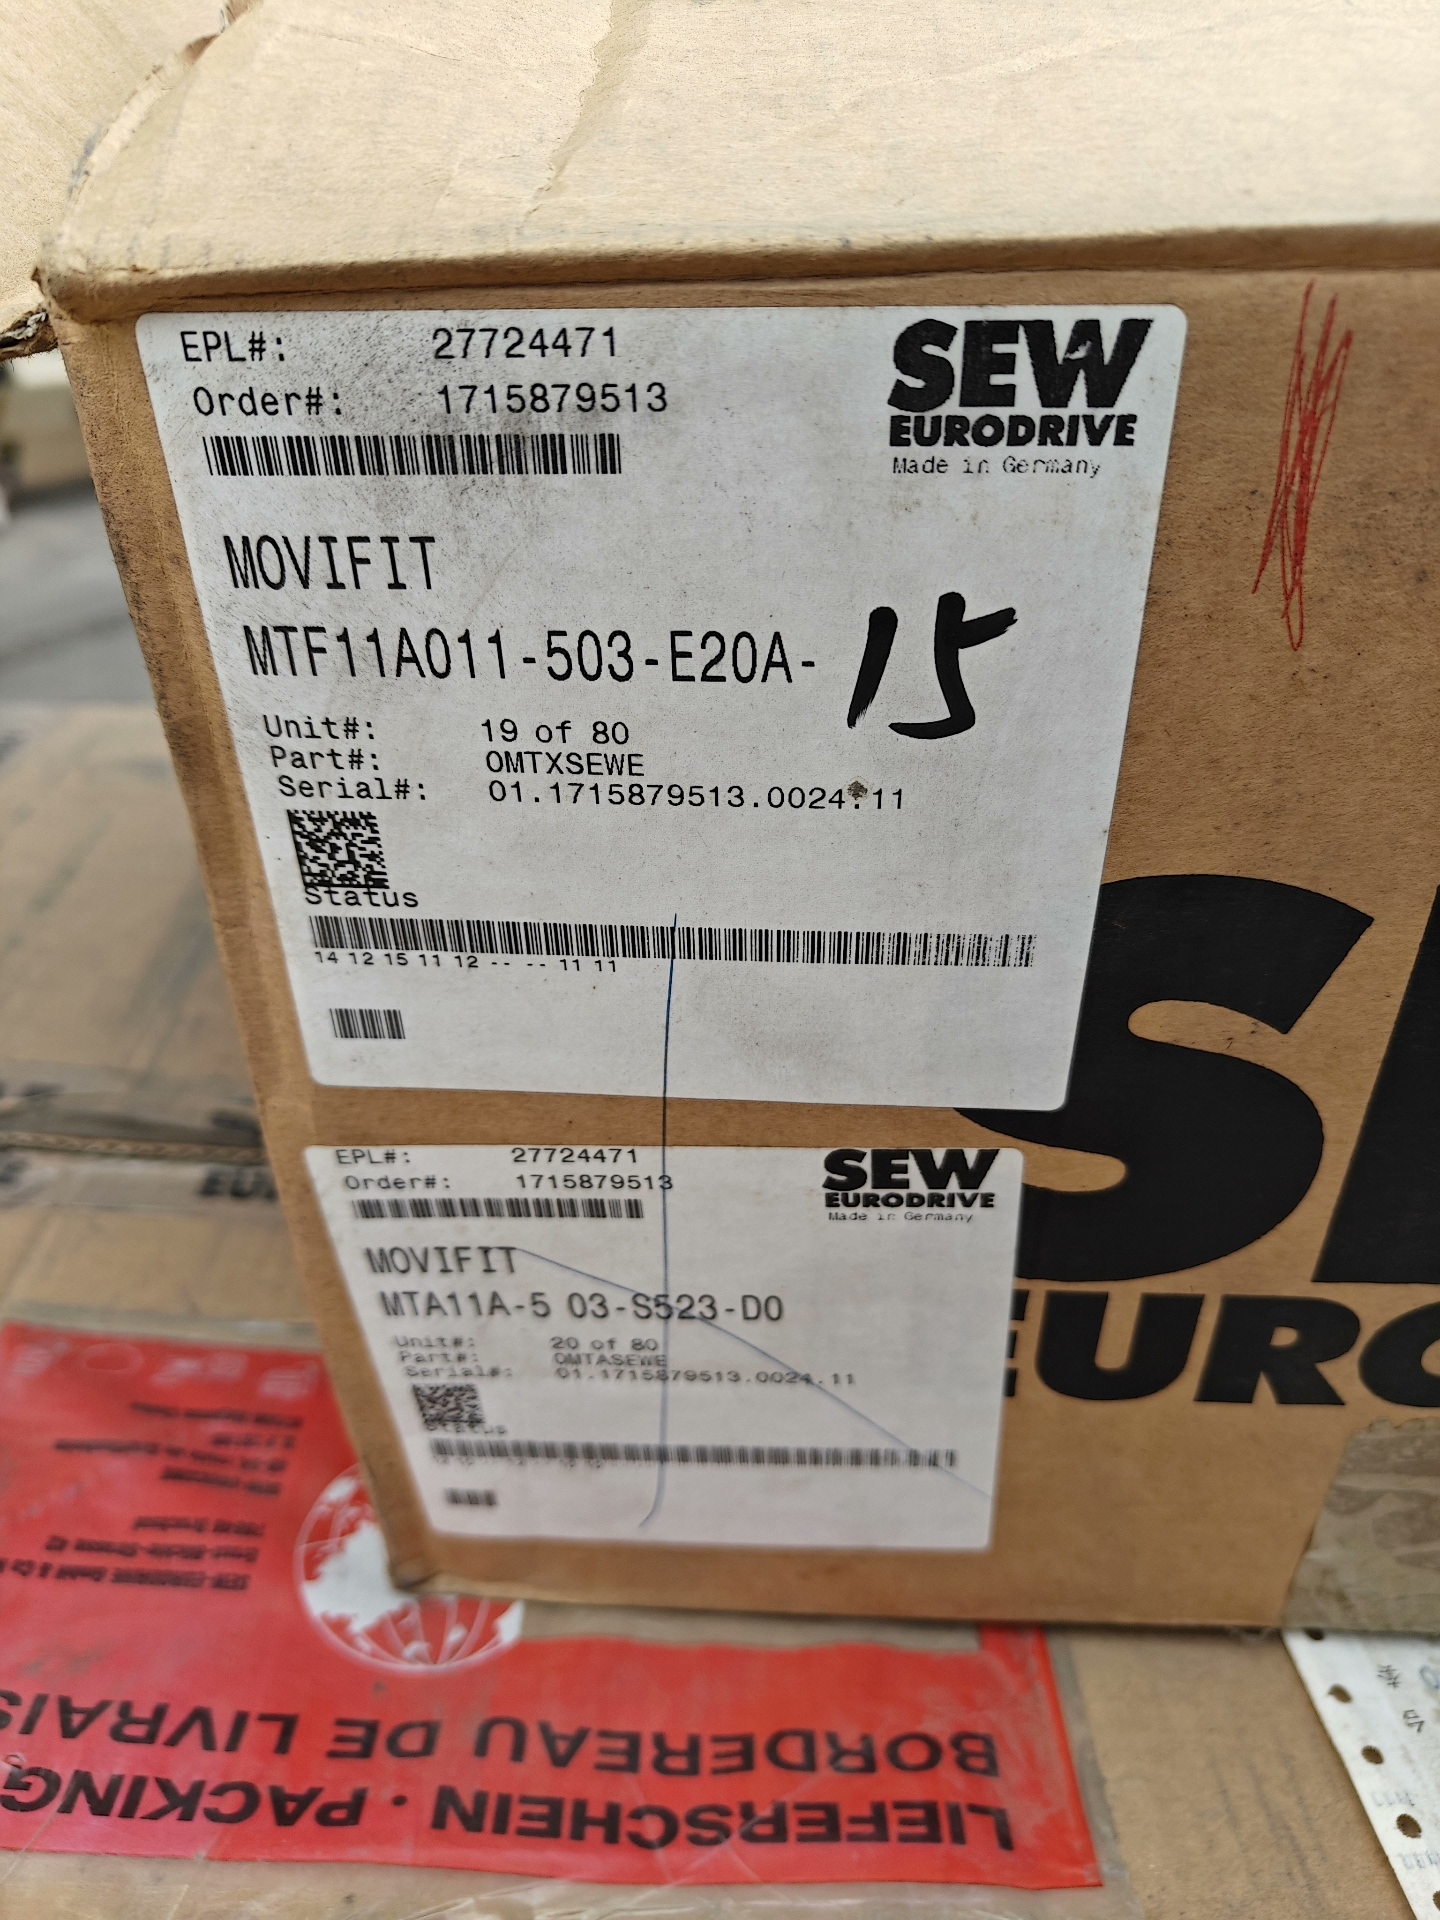 EPL#: 27724471
Order#: 1715879513
SEW
EURODRIVE
Made in Germany
MOVIFIT
MTF11A011-503-E20A-
15
Unit#: 19 of 80
Part#: OMTXSEWE
Serial#: 01.1715879513.0024.11
Status
14 12 15 11 12 -- -- 11 11
EPL#: 27724471
Order#: 1715879513
SEW
EURODRIVE
Made in Germany
MOVIFIT
MTA11A-5 03-S523-D0
Unit#: 20 of 80
Part#: OMTASEWE
Serial#: 01.1715879513.0024.11
Status
EURO
LIEFERSCHEIN · PACKING
BORDEREAU DE LIVRAIS